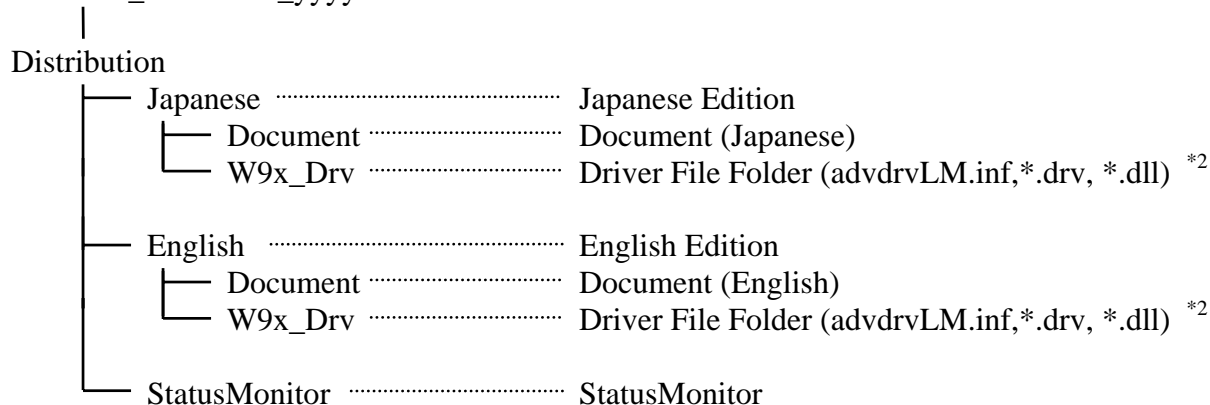 Distribution
Japanese Japanese Edition
Document Document (Japanese)
W9x_Drv Driver File Folder (advdrvLM.inf,*.drv, *.dll) *2
English English Edition
Document Document (English)
W9x_Drv Driver File Folder (advdrvLM.inf,*.drv, *.dll) *2
StatusMonitor StatusMonitor